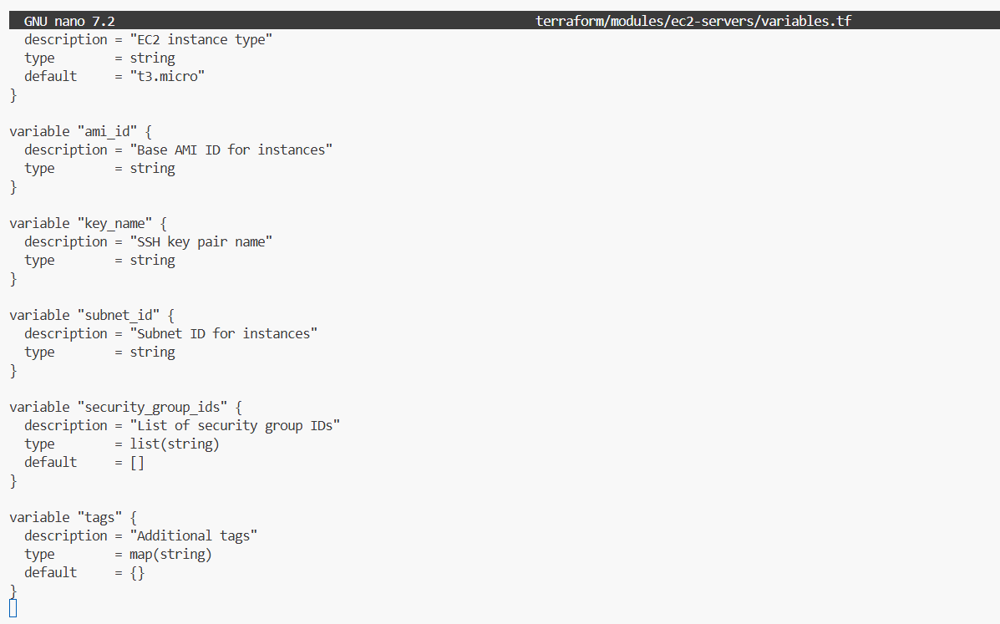 GNU nano 7.2 terraform/modules/ec2-servers/variables.tf
  description = "EC2 instance type"
  type        = string
  default     = "t3.micro"
}

variable "ami_id" {
  description = "Base AMI ID for instances"
  type        = string
}

variable "key_name" {
  description = "SSH key pair name"
  type        = string
}

variable "subnet_id" {
  description = "Subnet ID for instances"
  type        = string
}

variable "security_group_ids" {
  description = "List of security group IDs"
  type        = list(string)
  default     = []
}

variable "tags" {
  description = "Additional tags"
  type        = map(string)
  default     = {}
}